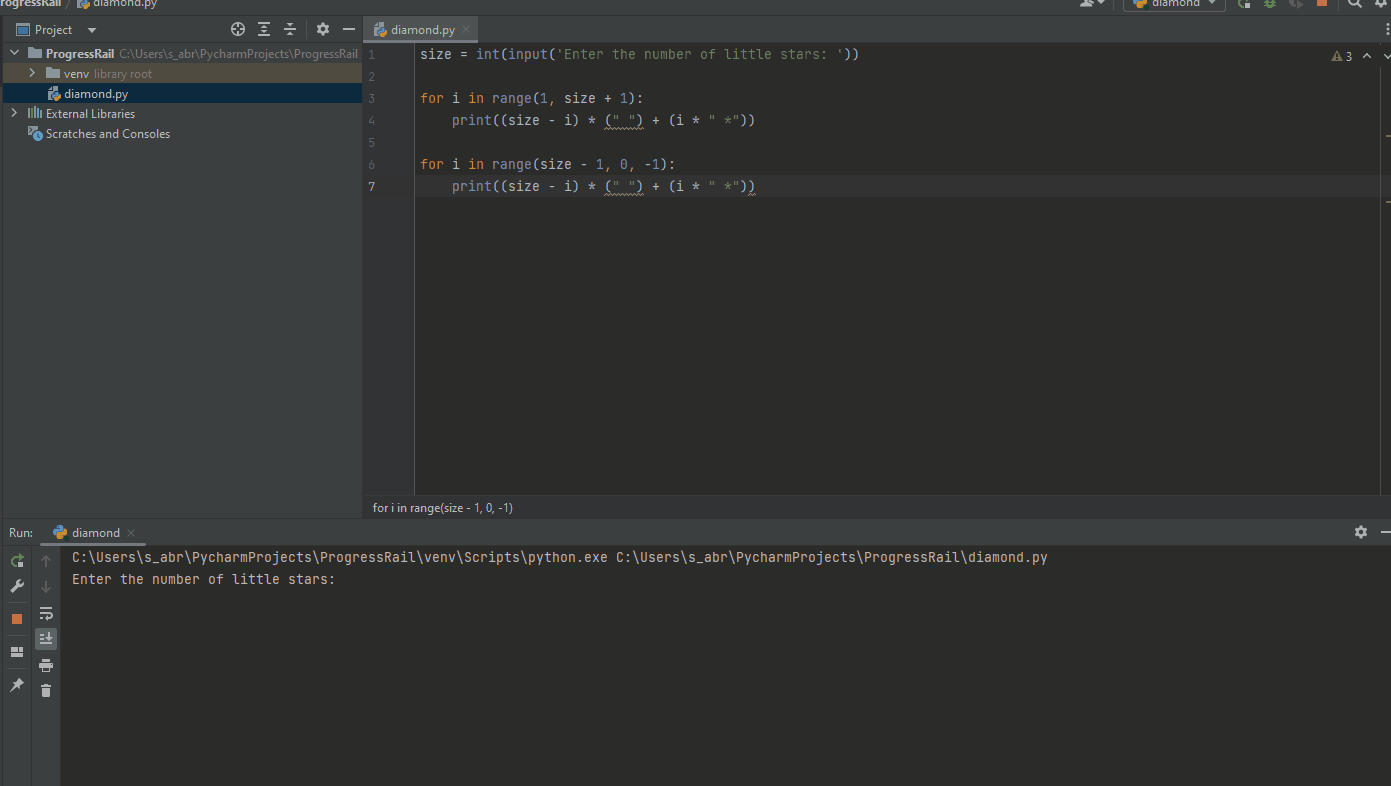 rogressRail / diamond.py
diamond
Project
diamond.py
ProgressRail C:\Users\s_abr\PycharmProjects\ProgressRail
venv library root
diamond.py
External Libraries
Scratches and Consoles
1 size = int(input('Enter the number of little stars: '))
3
2
3 for i in range(1, size + 1):
4     print((size - i) * (" ") + (i * " *"))
5
6 for i in range(size - 1, 0, -1):
7     print((size - i) * (" ") + (i * " *"))
for i in range(size - 1, 0, -1)
Run: diamond
C:\Users\s_abr\PycharmProjects\ProgressRail\venv\Scripts\python.exe C:\Users\s_abr\PycharmProjects\ProgressRail\diamond.py
Enter the number of little stars: